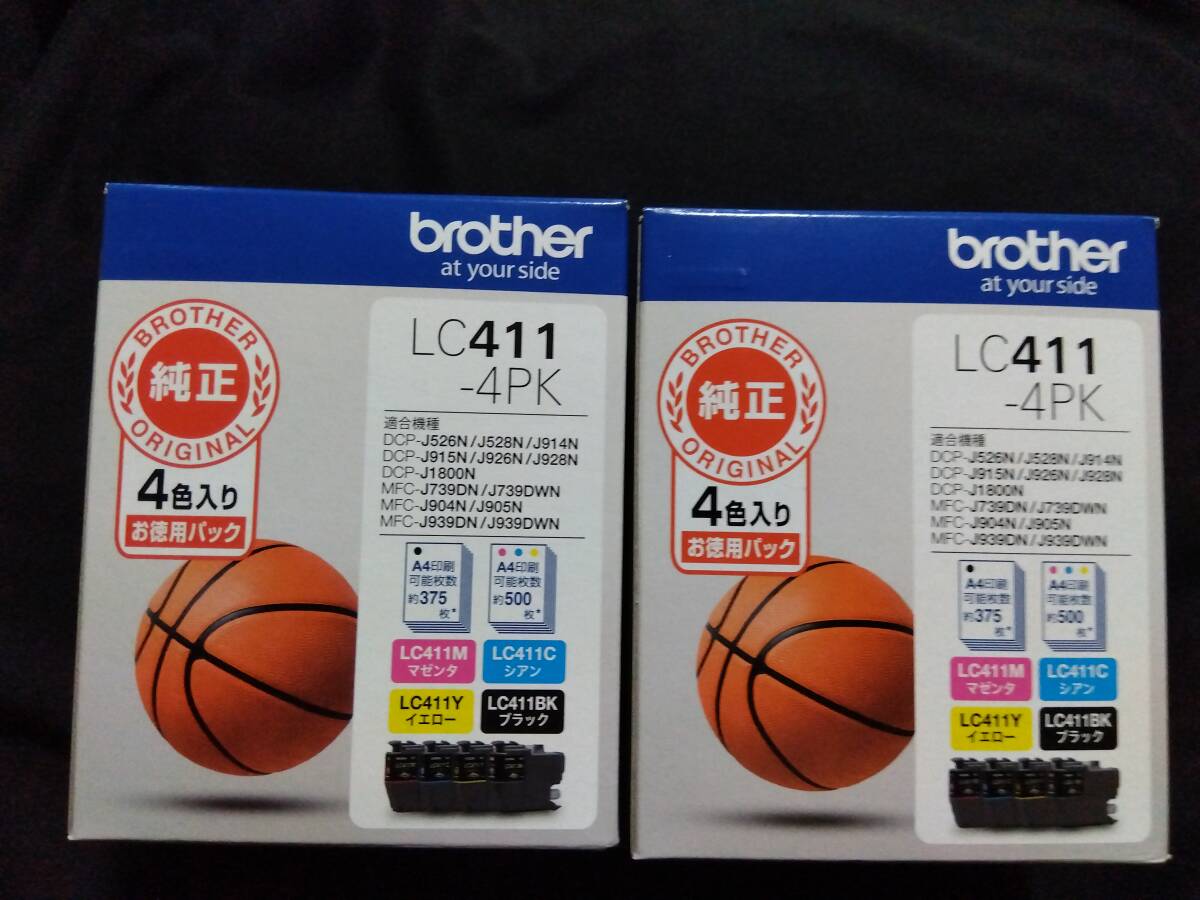 brother
at your side
BROTHER
純正
ORIGINAL
4色入り
お徳用パック
LC411
-4PK
適合機種
DCP-J526N/J528N/J914N
DCP-J915N/J926N/J928N
DCP-J1800N
MFC-J739DN/J739DWN
MFC-J904N/J905N
MFC-J939DN/J939DWN
A4印刷
可能枚数
約375
枚*
A4印刷
可能枚数
約500
枚*
LC411M
マゼンタ
LC411C
シアン
LC411Y
イエロー
LC411BK
ブラック
brother
at your side
BROTHER
純正
ORIGINAL
4色入り
お徳用パック
LC411
-4PK
適合機種
DCP-J526N/J528N/J914N
DCP-J915N/J926N/J928N
DCP-J1800N
MFC-J739DN/J739DWN
MFC-J904N/J905N
MFC-J939DN/J939DWN
A4印刷
可能枚数
約375
枚*
A4印刷
可能枚数
約500
枚*
LC411M
マゼンタ
LC411C
シアン
LC411Y
イエロー
LC411BK
ブラック